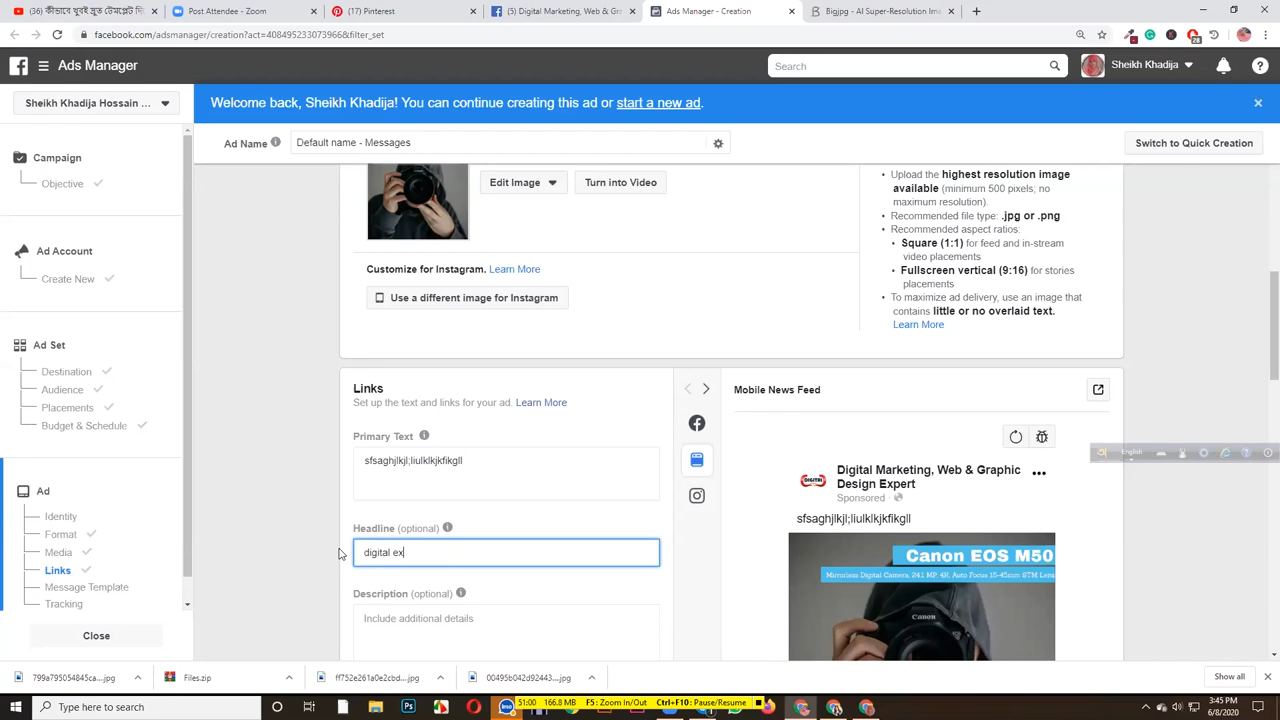 (36) কীভাবে খুবই মৃত টেমেটে টি
Post Attendee - Zoom
(17) Pinterest
(5) Digital Marketing, Web & Gra
Ads Manager - Creation
Bigjpg - AI Super-Resolution Ima
facebook.com/adsmanager/creation?act=408495233073966&filter_set
28
Ads Manager
Search
Sheikh Khadija
Sheikh Khadija Hossain ...
Welcome back, Sheikh Khadija! You can continue creating this ad or start a new ad.
Ad Name
Default name - Messages
Switch to Quick Creation
Campaign
Objective
Ad Account
Create New
Ad Set
Destination
Audience
Placements
Budget & Schedule
Ad
Identity
Format
Media
Links
Message Template
Tracking
Close
Edit Image
Turn into Video
Customize for Instagram. Learn More
Use a different image for Instagram
• Upload the highest resolution image
available (minimum 500 pixels; no
maximum resolution).
• Recommended file type: .jpg or .png
• Recommended aspect ratios:
• Square (1:1) for feed and in-stream
video placements
• Fullscreen vertical (9:16) for stories
placements
• To maximize ad delivery, use an image that
contains little or no overlaid text.
Learn More
Links
Set up the text and links for your ad. Learn More
Primary Text
sfsaghjlkjl;liulklkjkfikgll
Headline (optional)
digital ex
Description (optional)
Include additional details
Mobile News Feed
DIGITAL
Digital Marketing, Web & Graphic
Design Expert
Sponsored
sfsaghjlkjl;liulklkjkfikgll
Canon EOS M50
Mirrorless Digital Camera, 24.1 MP, 4K, Auto Focus 15-45mm STM Lens
Canon
English
799a795054845ca....jpg
Files.zip
ff752e261a0e2cbd....jpg
00495b042d92443....jpg
Show all
Type here to search
51:00 166.8 MB F5: Zoom In/Out Ctrl+F10: Pause/Resume
3:45 PM
6/8/2020